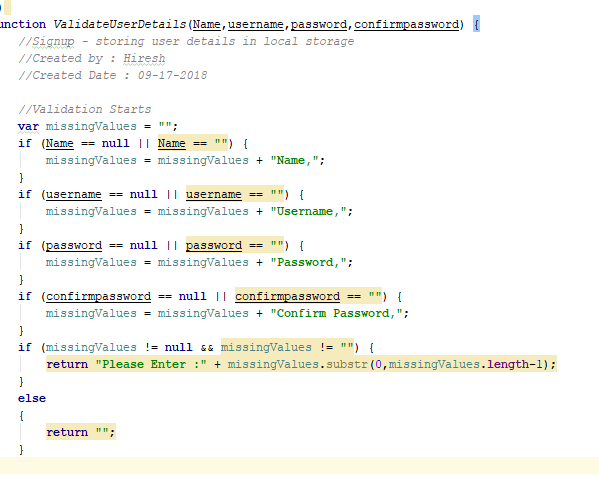 }
unction ValidateUserDetails(Name,username,password,confirmpassword) {
//Signup - storing user details in local storage
//Created by : Hiresh
//Created Date : 09-17-2018
//Validation Starts
var missingValues = "";
if (Name == null || Name == "") {
missingValues = missingValues + "Name,";
}
if (username == null || username == "") {
missingValues = missingValues + "Username,";
}
if (password == null || password == "") {
missingValues = missingValues + "Password,";
}
if (confirmpassword == null || confirmpassword == "") {
missingValues = missingValues + "Confirm Password,";
}
if (missingValues != null && missingValues != "") {
return "Please Enter :" + missingValues.substr(0,missingValues.length-1);
}
else
{
return "";
}